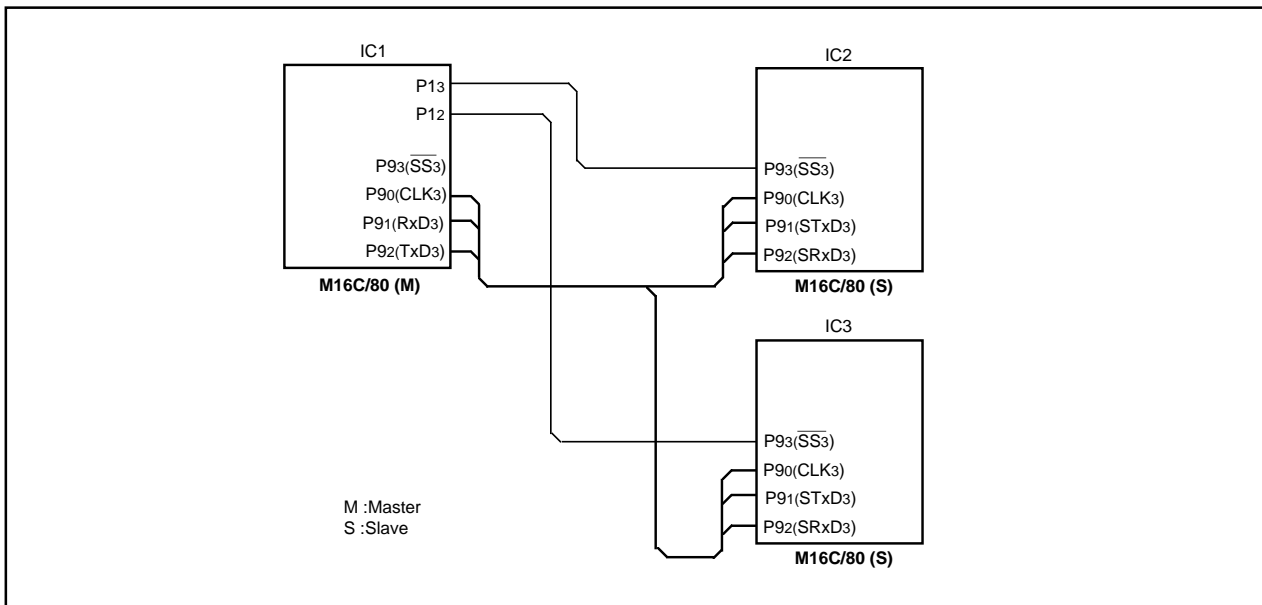 IC1
P13
P12
P93(SS3)
P90(CLK3)
P91(RxD3)
P92(TxD3)
M16C/80 (M)
IC2
P93(SS3)
P90(CLK3)
P91(STxD3)
P92(SRxD3)
M16C/80 (S)
IC3
P93(SS3)
P90(CLK3)
P91(STxD3)
P92(SRxD3)
M16C/80 (S)
M :Master
S :Slave